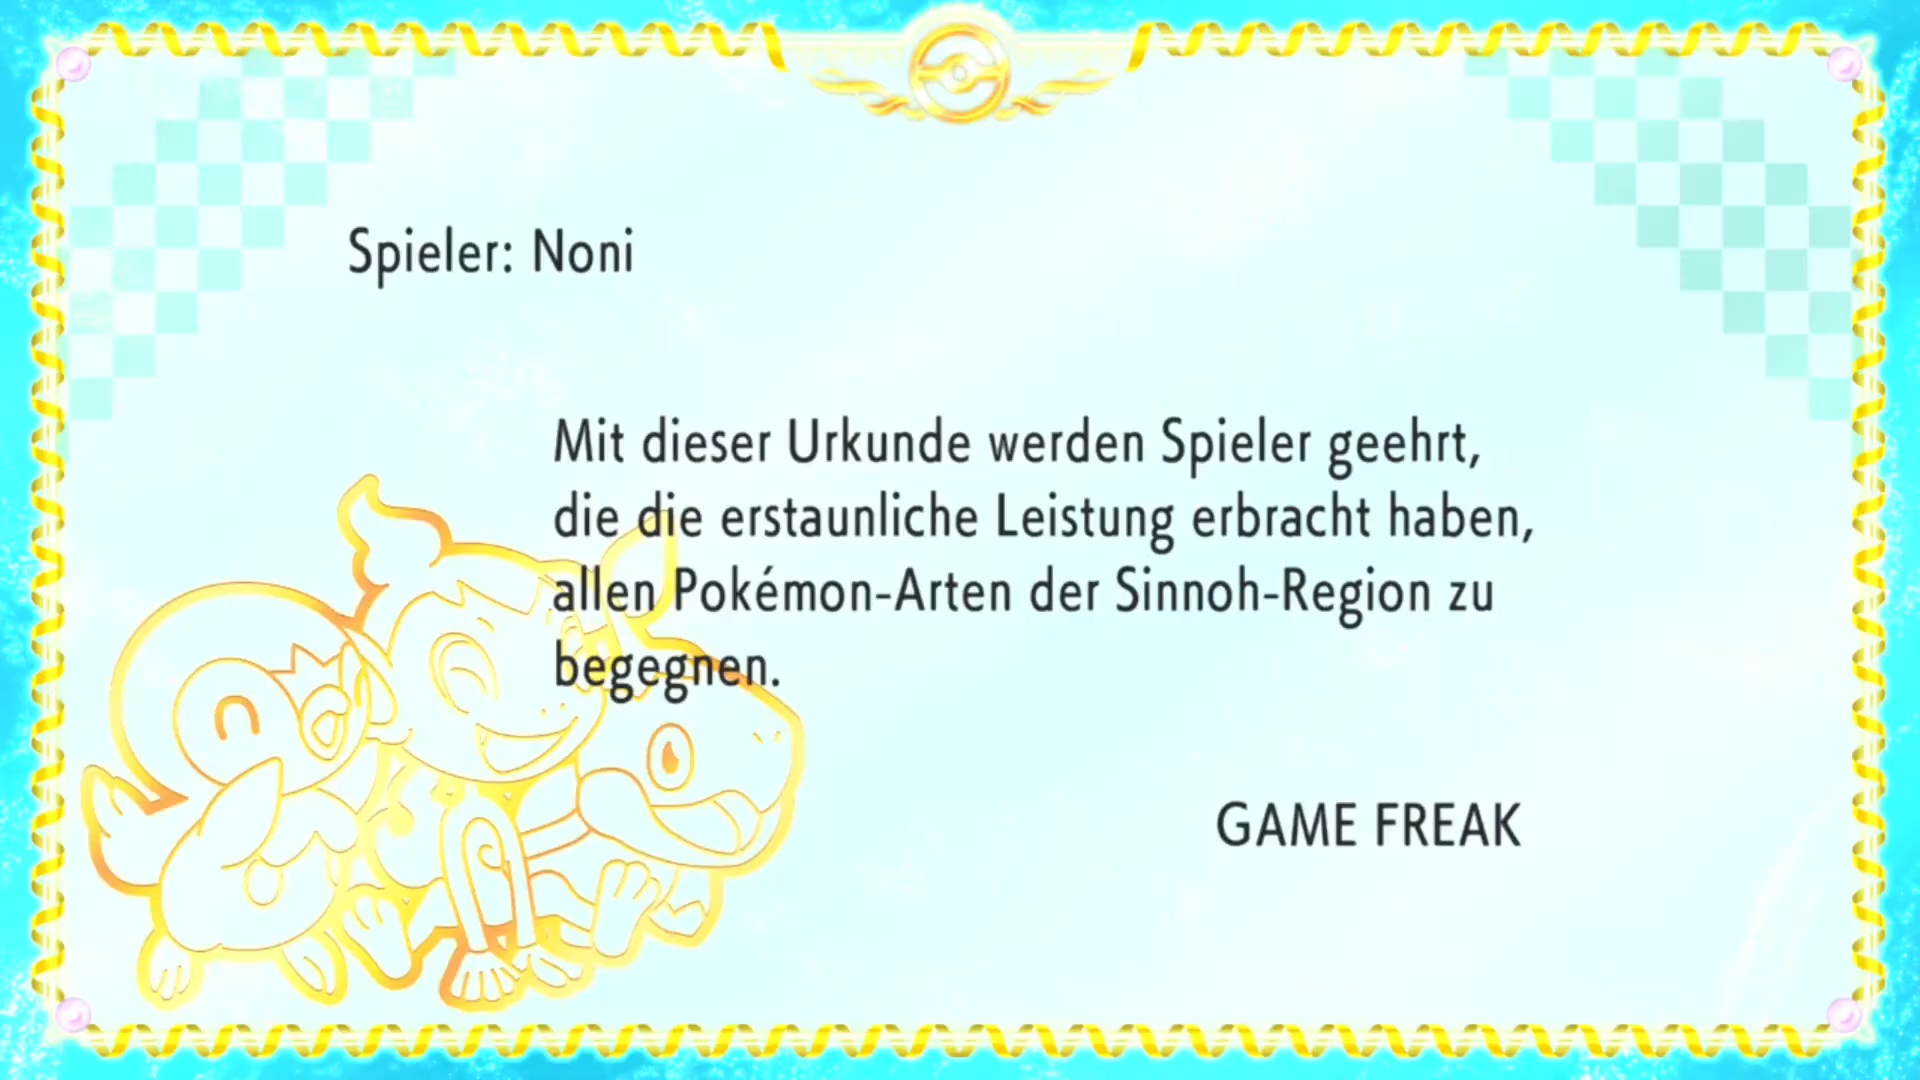 Spieler: Noni
Mit dieser Urkunde werden Spieler geehrt,
die die erstaunliche Leistung erbracht haben,
allen Pokémon-Arten der Sinnoh-Region zu
begegnen.
GAME FREAK